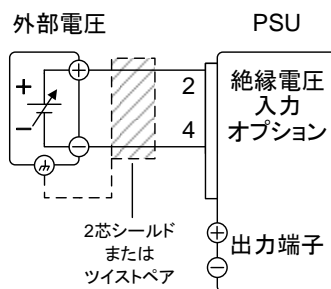 外部電圧
PSU
+
−
2
4
絶縁電圧
入力
オプション
2芯シールド
または
ツイストペア
出力端子